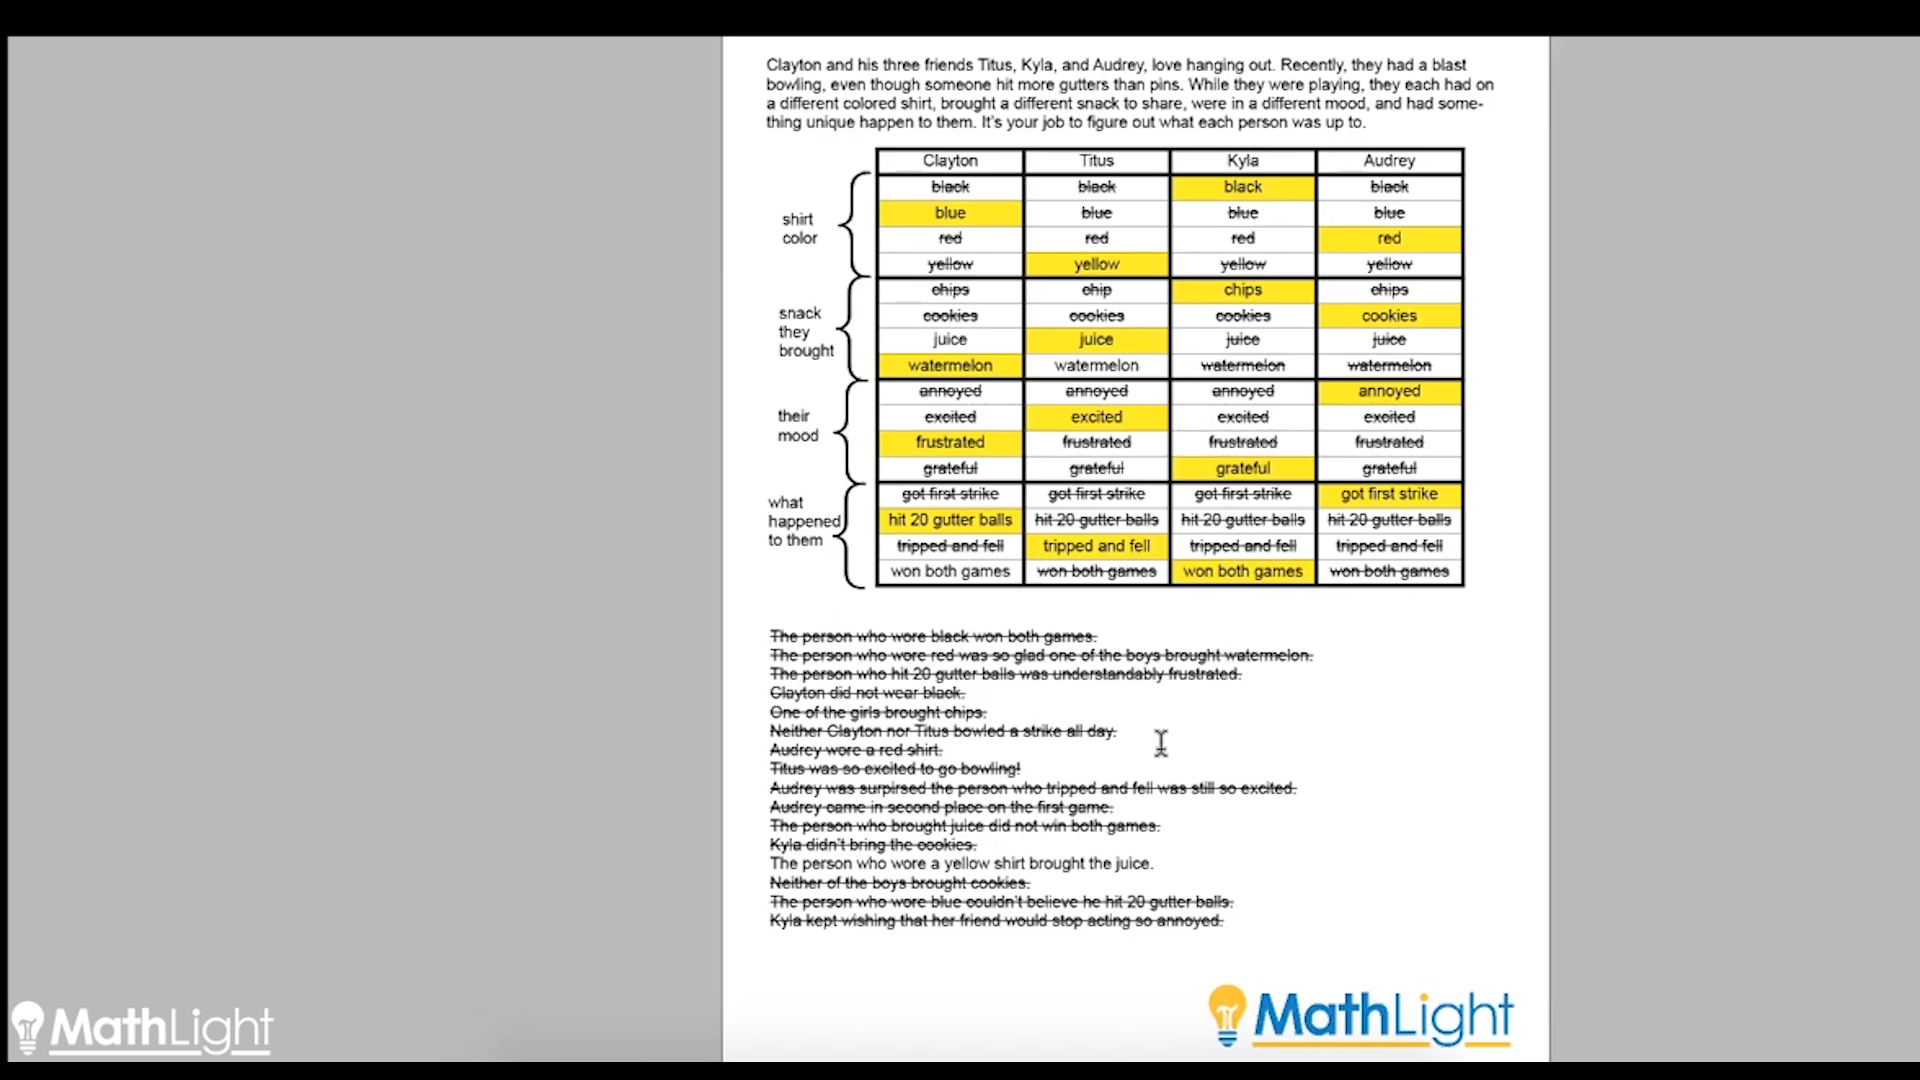 Clayton and his three friends Titus, Kyla, and Audrey, love hanging out. Recently, they had a blast
bowling, even though someone hit more gutters than pins. While they were playing, they each had on
a different colored shirt, brought a different snack to share, were in a different mood, and had some-
thing unique happen to them. It's your job to figure out what each person was up to.
Clayton Titus Kyla Audrey
shirt
color
black black black black
blue blue blue blue
red red red red
yellow yellow yellow yellow
snack
they
brought
chips chip chips chips
cookies cookies cookies cookies
juice juice juice juice
watermelon watermelon watermelon watermelon
their
mood
annoyed annoyed annoyed annoyed
excited excited excited excited
frustrated frustrated frustrated frustrated
grateful grateful grateful grateful
what
happened
to them
got first strike got first strike got first strike got first strike
hit 20 gutter balls hit 20 gutter balls hit 20 gutter balls hit 20 gutter balls
tripped and fell tripped and fell tripped and fell tripped and fell
won both games won both games won both games won both games
The person who wore black won both games.
The person who wore red was so glad one of the boys brought watermelon.
The person who hit 20 gutter balls was understandably frustrated.
Clayton did not wear black.
One of the girls brought chips.
Neither Clayton nor Titus bowled a strike all day.
Audrey wore a red shirt.
Titus was so excited to go bowling!
Audrey was surpirsed the person who tripped and fell was still so excited.
Audrey came in second place on the first game.
The person who brought juice did not win both games.
Kyla didn't bring the cookies.
The person who wore a yellow shirt brought the juice.
Neither of the boys brought cookies.
The person who wore blue couldn't believe he hit 20 gutter balls.
Kyla kept wishing that her friend would stop acting so annoyed.
MathLight
MathLight